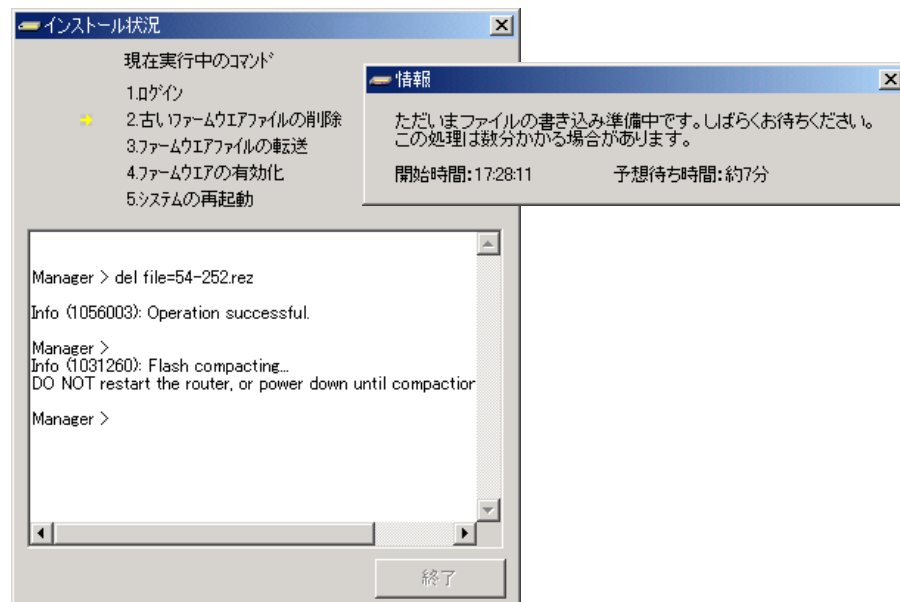 インストール状況
現在実行中のｺﾏﾝﾄﾞ
1.ﾛｸﾞｲﾝ
2.古いﾌｧｰﾑｳｴｱﾌｧｲﾙの削除
3.ﾌｧｰﾑｳｴｱﾌｧｲﾙの転送
4.ﾌｧｰﾑｳｴｱの有効化
5.ｼｽﾃﾑの再起動
情報
ただいまファイルの書き込み準備中です。しばらくお待ちください。
この処理は数分かかる場合があります。
開始時間：17:28:11 予想待ち時間：約7分
Manager > del file=54-252.rez
Info (1056003): Operation successful.
Manager >
Info (1031260): Flash compacting...
DO NOT restart the router, or power down until compaction
Manager >
終了